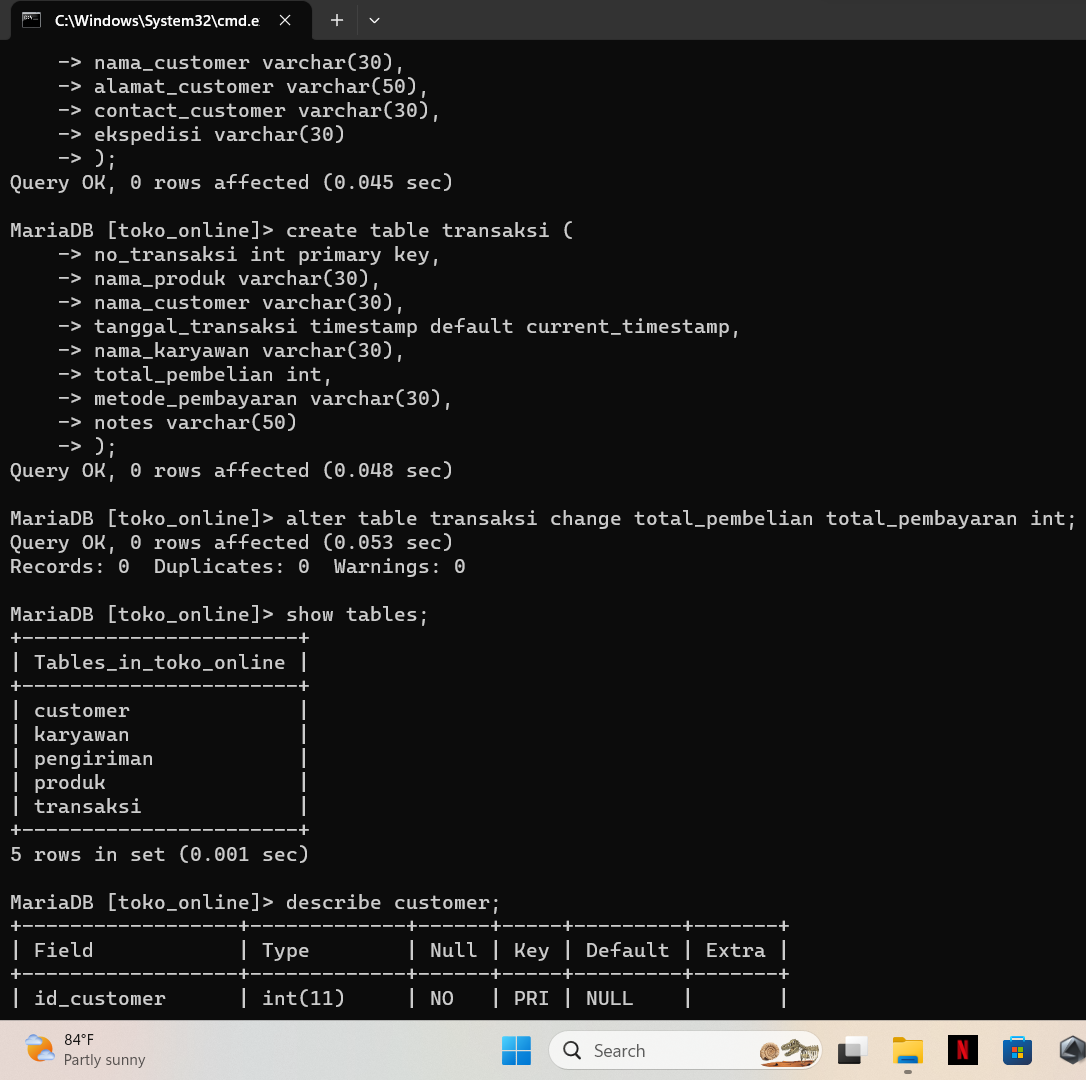 C:\Windows\System32\cmd.e
-> nama_customer varchar(30),
-> alamat_customer varchar(50),
-> contact_customer varchar(30),
-> ekspedisi varchar(30)
-> );
Query OK, 0 rows affected (0.045 sec)
MariaDB [toko_online]> create table transaksi (
-> no_transaksi int primary key,
-> nama_produk varchar(30),
-> nama_customer varchar(30),
-> tanggal_transaksi timestamp default current_timestamp,
-> nama_karyawan varchar(30),
-> total_pembelian int,
-> metode_pembayaran varchar(30),
-> notes varchar(50)
-> );
Query OK, 0 rows affected (0.048 sec)
MariaDB [toko_online]> alter table transaksi change total_pembelian total_pembayaran int;
Query OK, 0 rows affected (0.053 sec)
Records: 0  Duplicates: 0  Warnings: 0
MariaDB [toko_online]> show tables;
+-----------------------+
| Tables_in_toko_online |
+-----------------------+
| customer              |
| karyawan              |
| pengiriman            |
| produk                |
| transaksi             |
+-----------------------+
5 rows in set (0.001 sec)
MariaDB [toko_online]> describe customer;
+------------------+-------------+------+-----+---------+-------+
| Field            | Type        | Null | Key | Default | Extra |
+------------------+-------------+------+-----+---------+-------+
| id_customer      | int(11)     | NO   | PRI | NULL    |       |
84°F
Partly sunny
Search
N